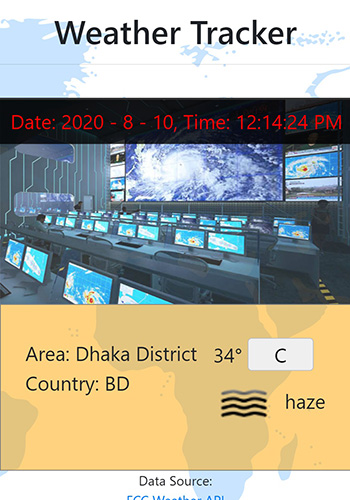 Weather Tracker
Date: 2020 - 8 - 10, Time: 12:14:24 PM
Area: Dhaka District 34° C
Country: BD
haze
Data Source:
FCC Weather API